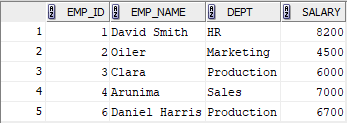 EMP_ID EMP_NAME DEPT SALARY
1 1 David Smith HR 8200
2 2 Oiler Marketing 4500
3 3 Clara Production 6000
4 4 Arunima Sales 7000
5 6 Daniel Harris Production 6700